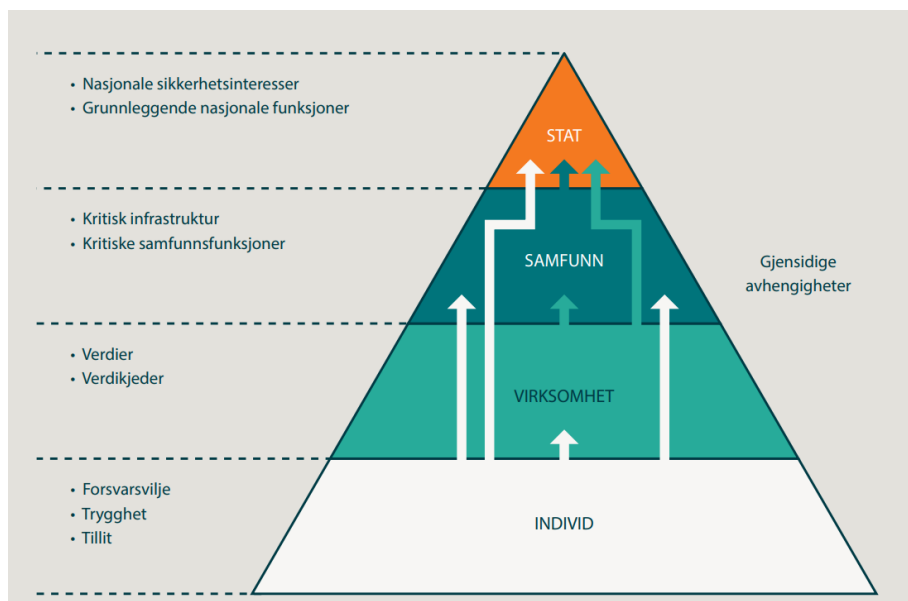 • Nasjonale sikkerhetsinteresser
• Grunnleggende nasjonale funksjoner
STAT
• Kritisk infrastruktur
• Kritiske samfunnsfunksjoner
SAMFUNN
Gjensidige
avhengigheter
• Verdier
• Verdikjeder
VIRKSOMHET
• Forsvarsvilje
• Trygghet
• Tillit
INDIVID